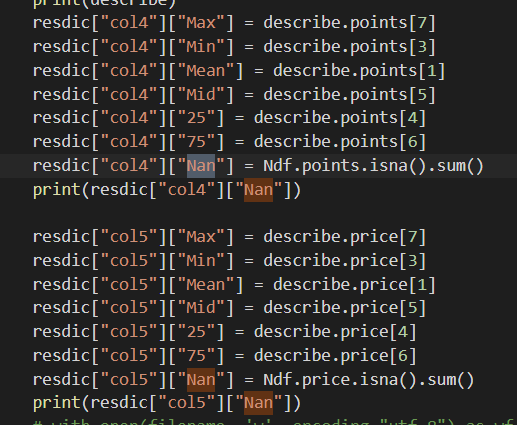 print(describe)
resdic["col4"]["Max"] = describe.points[7]
resdic["col4"]["Min"] = describe.points[3]
resdic["col4"]["Mean"] = describe.points[1]
resdic["col4"]["Mid"] = describe.points[5]
resdic["col4"]["25"] = describe.points[4]
resdic["col4"]["75"] = describe.points[6]
resdic["col4"]["Nan"] = Ndf.points.isna().sum()
print(resdic["col4"]["Nan"])
resdic["col5"]["Max"] = describe.price[7]
resdic["col5"]["Min"] = describe.price[3]
resdic["col5"]["Mean"] = describe.price[1]
resdic["col5"]["Mid"] = describe.price[5]
resdic["col5"]["25"] = describe.price[4]
resdic["col5"]["75"] = describe.price[6]
resdic["col5"]["Nan"] = Ndf.price.isna().sum()
print(resdic["col5"]["Nan"])
# with open(filename, 'w', encoding="utf-8") as wf